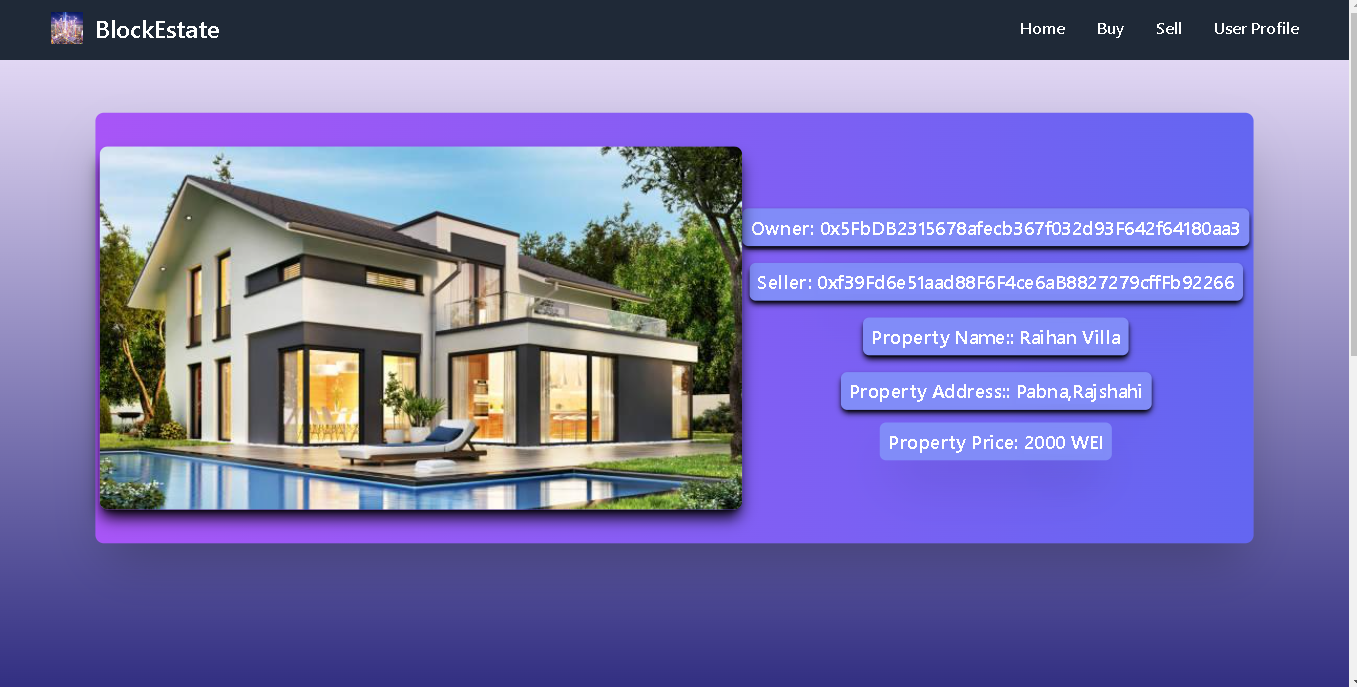 BlockEstate
Home Buy Sell User Profile
Owner: 0x5FbDB2315678afecb367f032d93F642f64180aa3
Seller: 0xf39Fd6e51aad88F6F4ce6aB8827279cffFb92266
Property Name:: Raihan Villa
Property Address:: Pabna,Rajshahi
Property Price: 2000 WEI